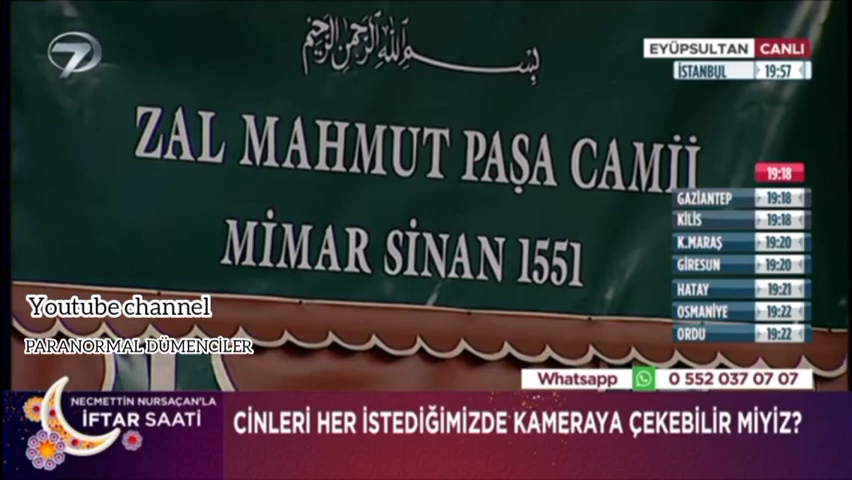 7
بسم الله الرحمن الرحيم
ZAL MAHMUT PAŞA CAMİİ
MİMAR SİNAN 1551
EYÜPSULTAN CANLI
İSTANBUL 19:57
19:18
GAZİANTEP 19:18
KİLİS 19:18
K.MARAŞ 19:20
GİRESUN 19:20
HATAY 19:21
OSMANİYE 19:22
ORDU 19:22
Youtube channel
PARANORMAL DÜMENCİLER
Whatsapp 0 552 037 07 07
NECMETTİN NURSAÇAN'LA
İFTAR SAATİ
CİNLERİ HER İSTEDİĞİMİZDE KAMERAYA ÇEKEBİLİR MİYİZ?